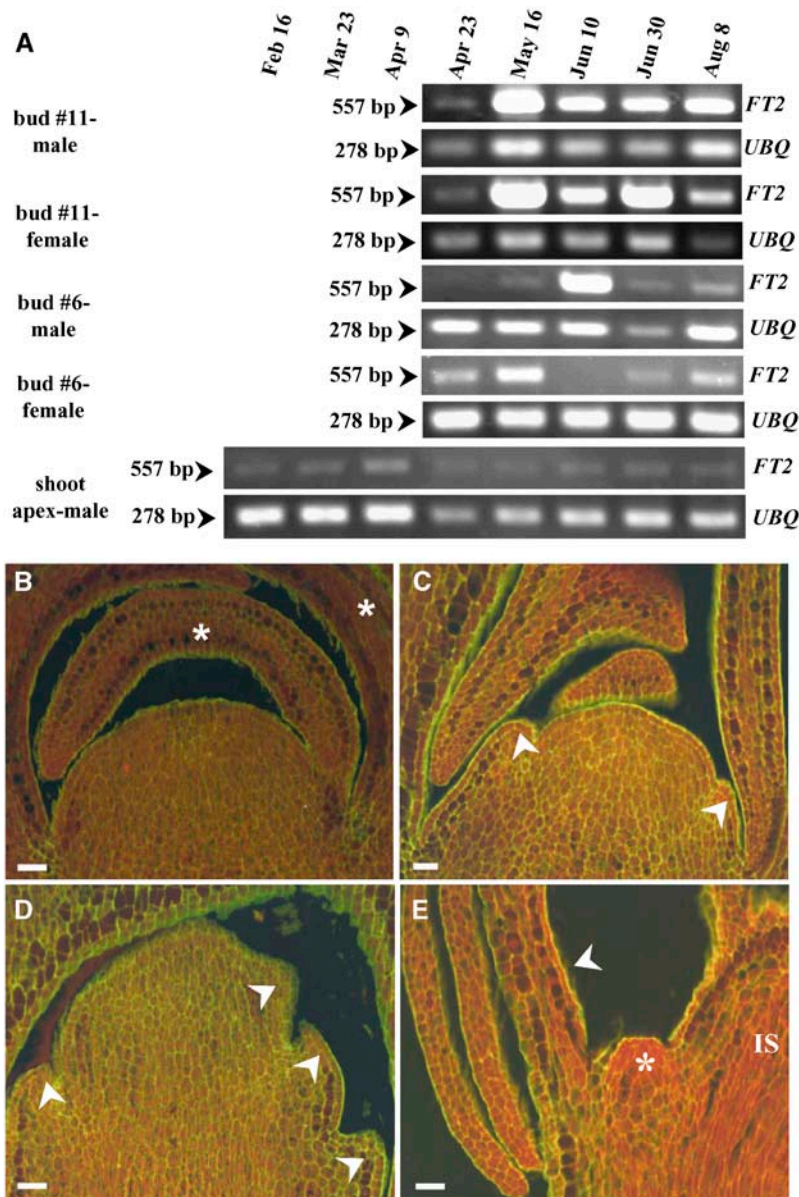 A
Feb 16 Mar 23 Apr 9 Apr 23 May 16 Jun 10 Jun 30 Aug 8
bud #11-
male
557 bp FT2
278 bp UBQ
bud #11-
female
557 bp FT2
278 bp UBQ
bud #6-
male
557 bp FT2
278 bp UBQ
bud #6-
female
557 bp FT2
278 bp UBQ
shoot
apex-male
557 bp FT2
278 bp UBQ
B
*
*
C
D
E
IS
*